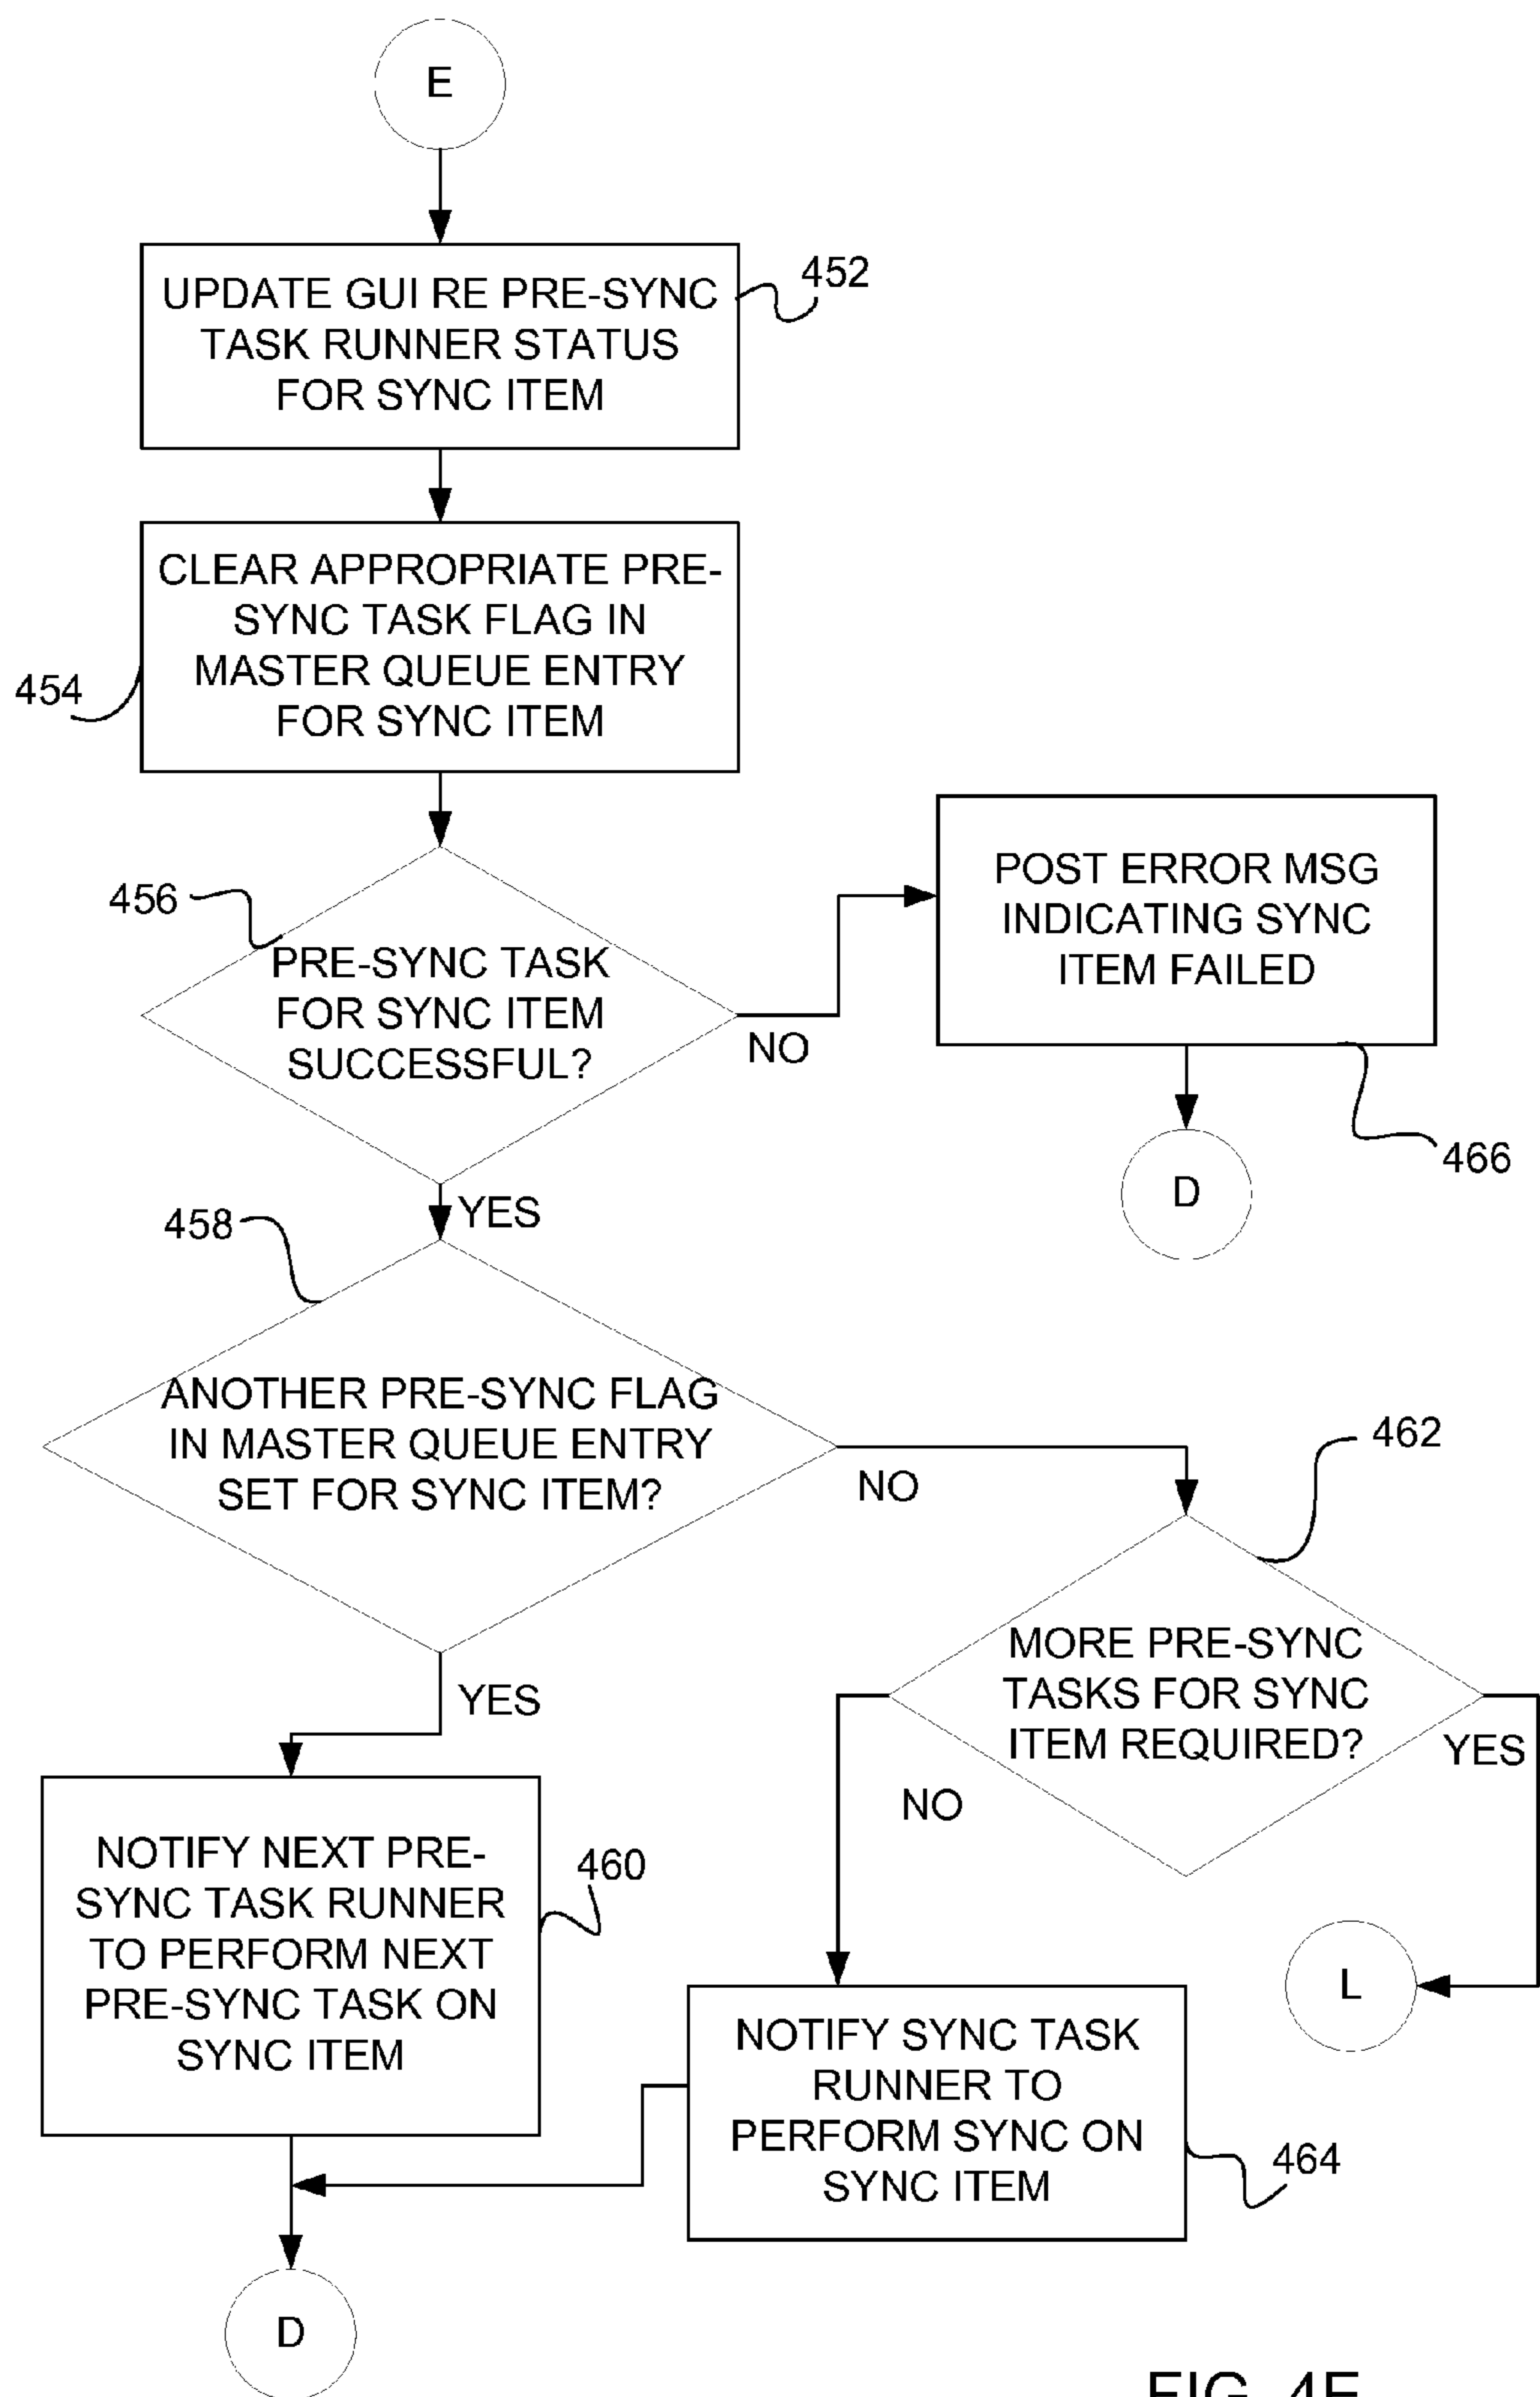 E
UPDATE GUI RE PRE-SYNC
TASK RUNNER STATUS
FOR SYNC ITEM
452
CLEAR APPROPRIATE PRE-
SYNC TASK FLAG IN
MASTER QUEUE ENTRY
FOR SYNC ITEM
454
456
PRE-SYNC TASK
FOR SYNC ITEM
SUCCESSFUL?
NO
POST ERROR MSG
INDICATING SYNC
ITEM FAILED
466
D
YES
458
ANOTHER PRE-SYNC FLAG
IN MASTER QUEUE ENTRY
SET FOR SYNC ITEM?
NO
462
MORE PRE-SYNC
TASKS FOR SYNC
ITEM REQUIRED?
YES
NO
YES
L
NOTIFY NEXT PRE-
SYNC TASK RUNNER
TO PERFORM NEXT
PRE-SYNC TASK ON
SYNC ITEM
460
NOTIFY SYNC TASK
RUNNER TO
PERFORM SYNC ON
SYNC ITEM
464
D